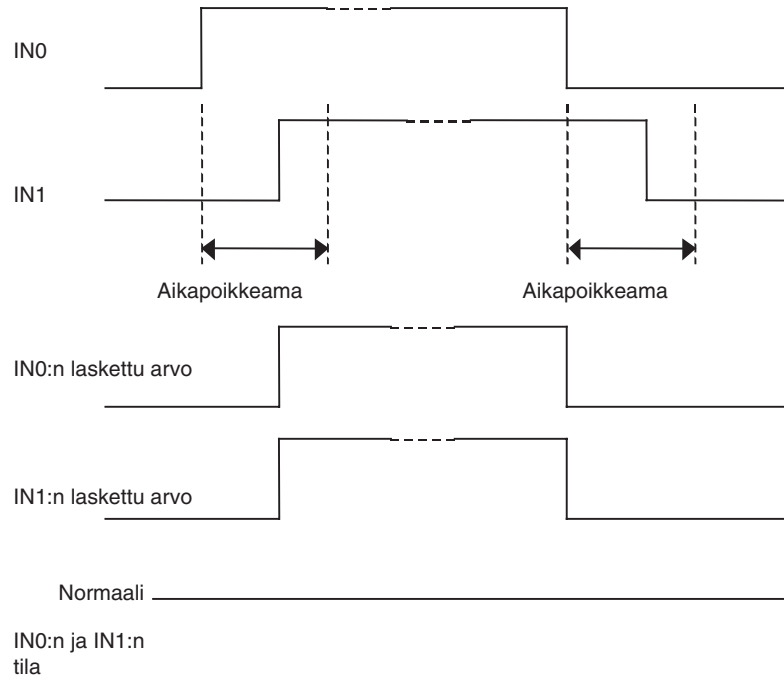 IN0
IN1
Aikapoikkeama
Aikapoikkeama
IN0:n laskettu arvo
IN1:n laskettu arvo
Normaali
IN0:n ja IN1:n
tila